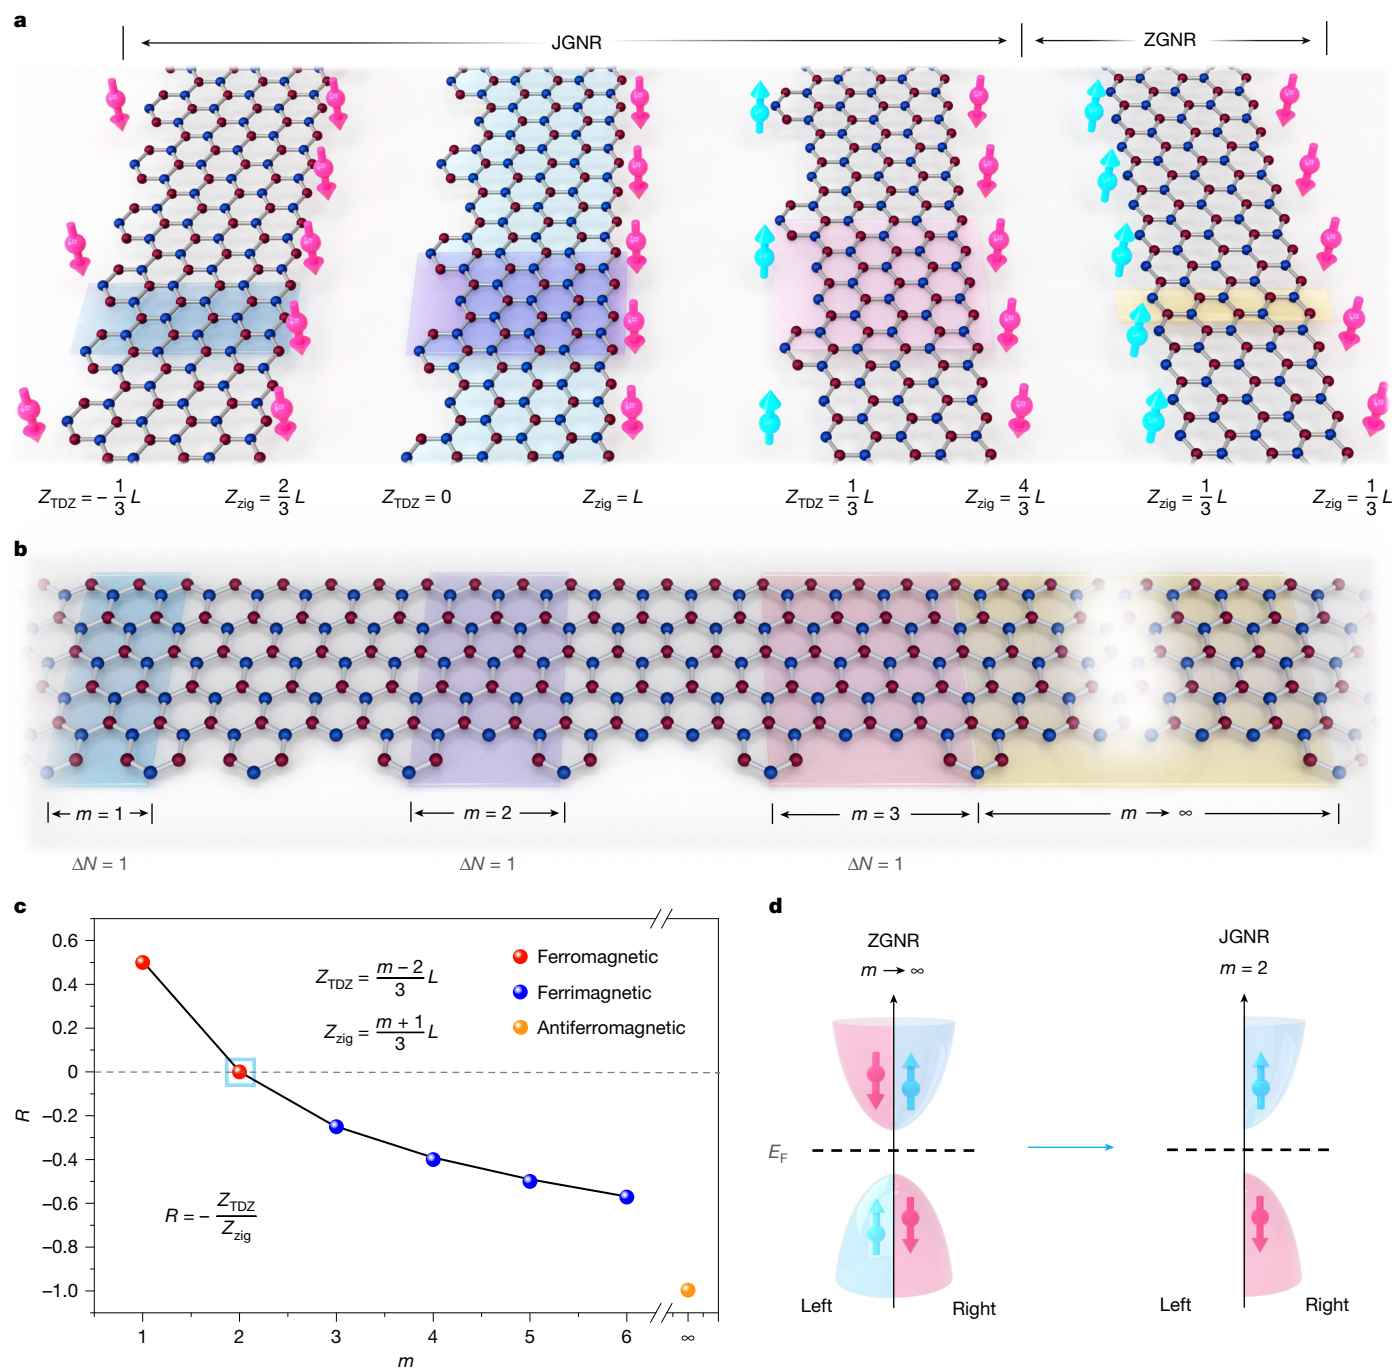 a
JGNR
ZGNR
Z_TDZ = − 1/3 L
Z_zig = 2/3 L
Z_TDZ = 0
Z_zig = L
Z_TDZ = 1/3 L
Z_zig = 4/3 L
Z_zig = 1/3 L
Z_zig = 1/3 L
b
m = 1
m = 2
m = 3
m → ∞
ΔN = 1
ΔN = 1
ΔN = 1
c
R
0.6
0.4
0.2
0
−0.2
−0.4
−0.6
−0.8
−1.0
Z_TDZ = (m − 2)/3 L
Z_zig = (m + 1)/3 L
Ferromagnetic
Ferrimagnetic
Antiferromagnetic
R = − Z_TDZ/Z_zig
1
2
3
4
5
6
∞
m
d
ZGNR
m → ∞
JGNR
m = 2
E_F
Left
Right
Left
Right